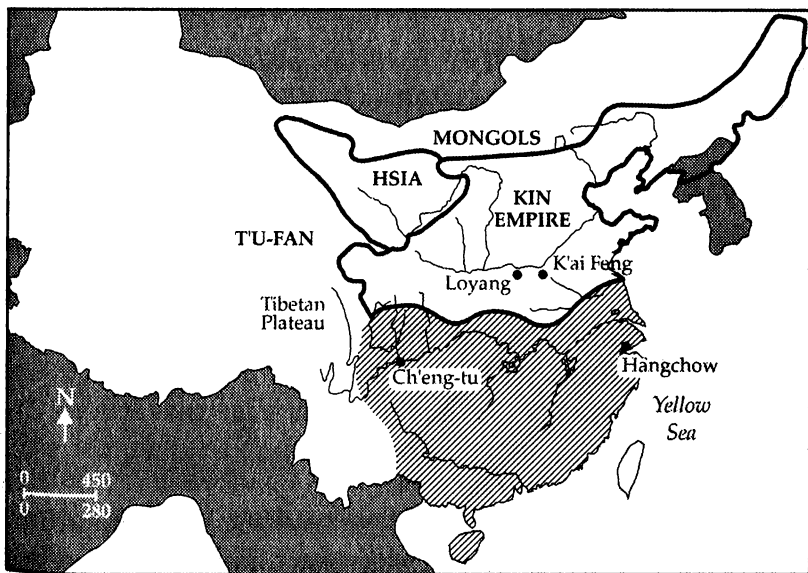 MONGOLS
HSIA
KIN
EMPIRE
T'U-FAN
Loyang
K'ai Feng
Tibetan
Plateau
Ch'eng-tu
Hangchow
Yellow
Sea
N
0 450
0 280